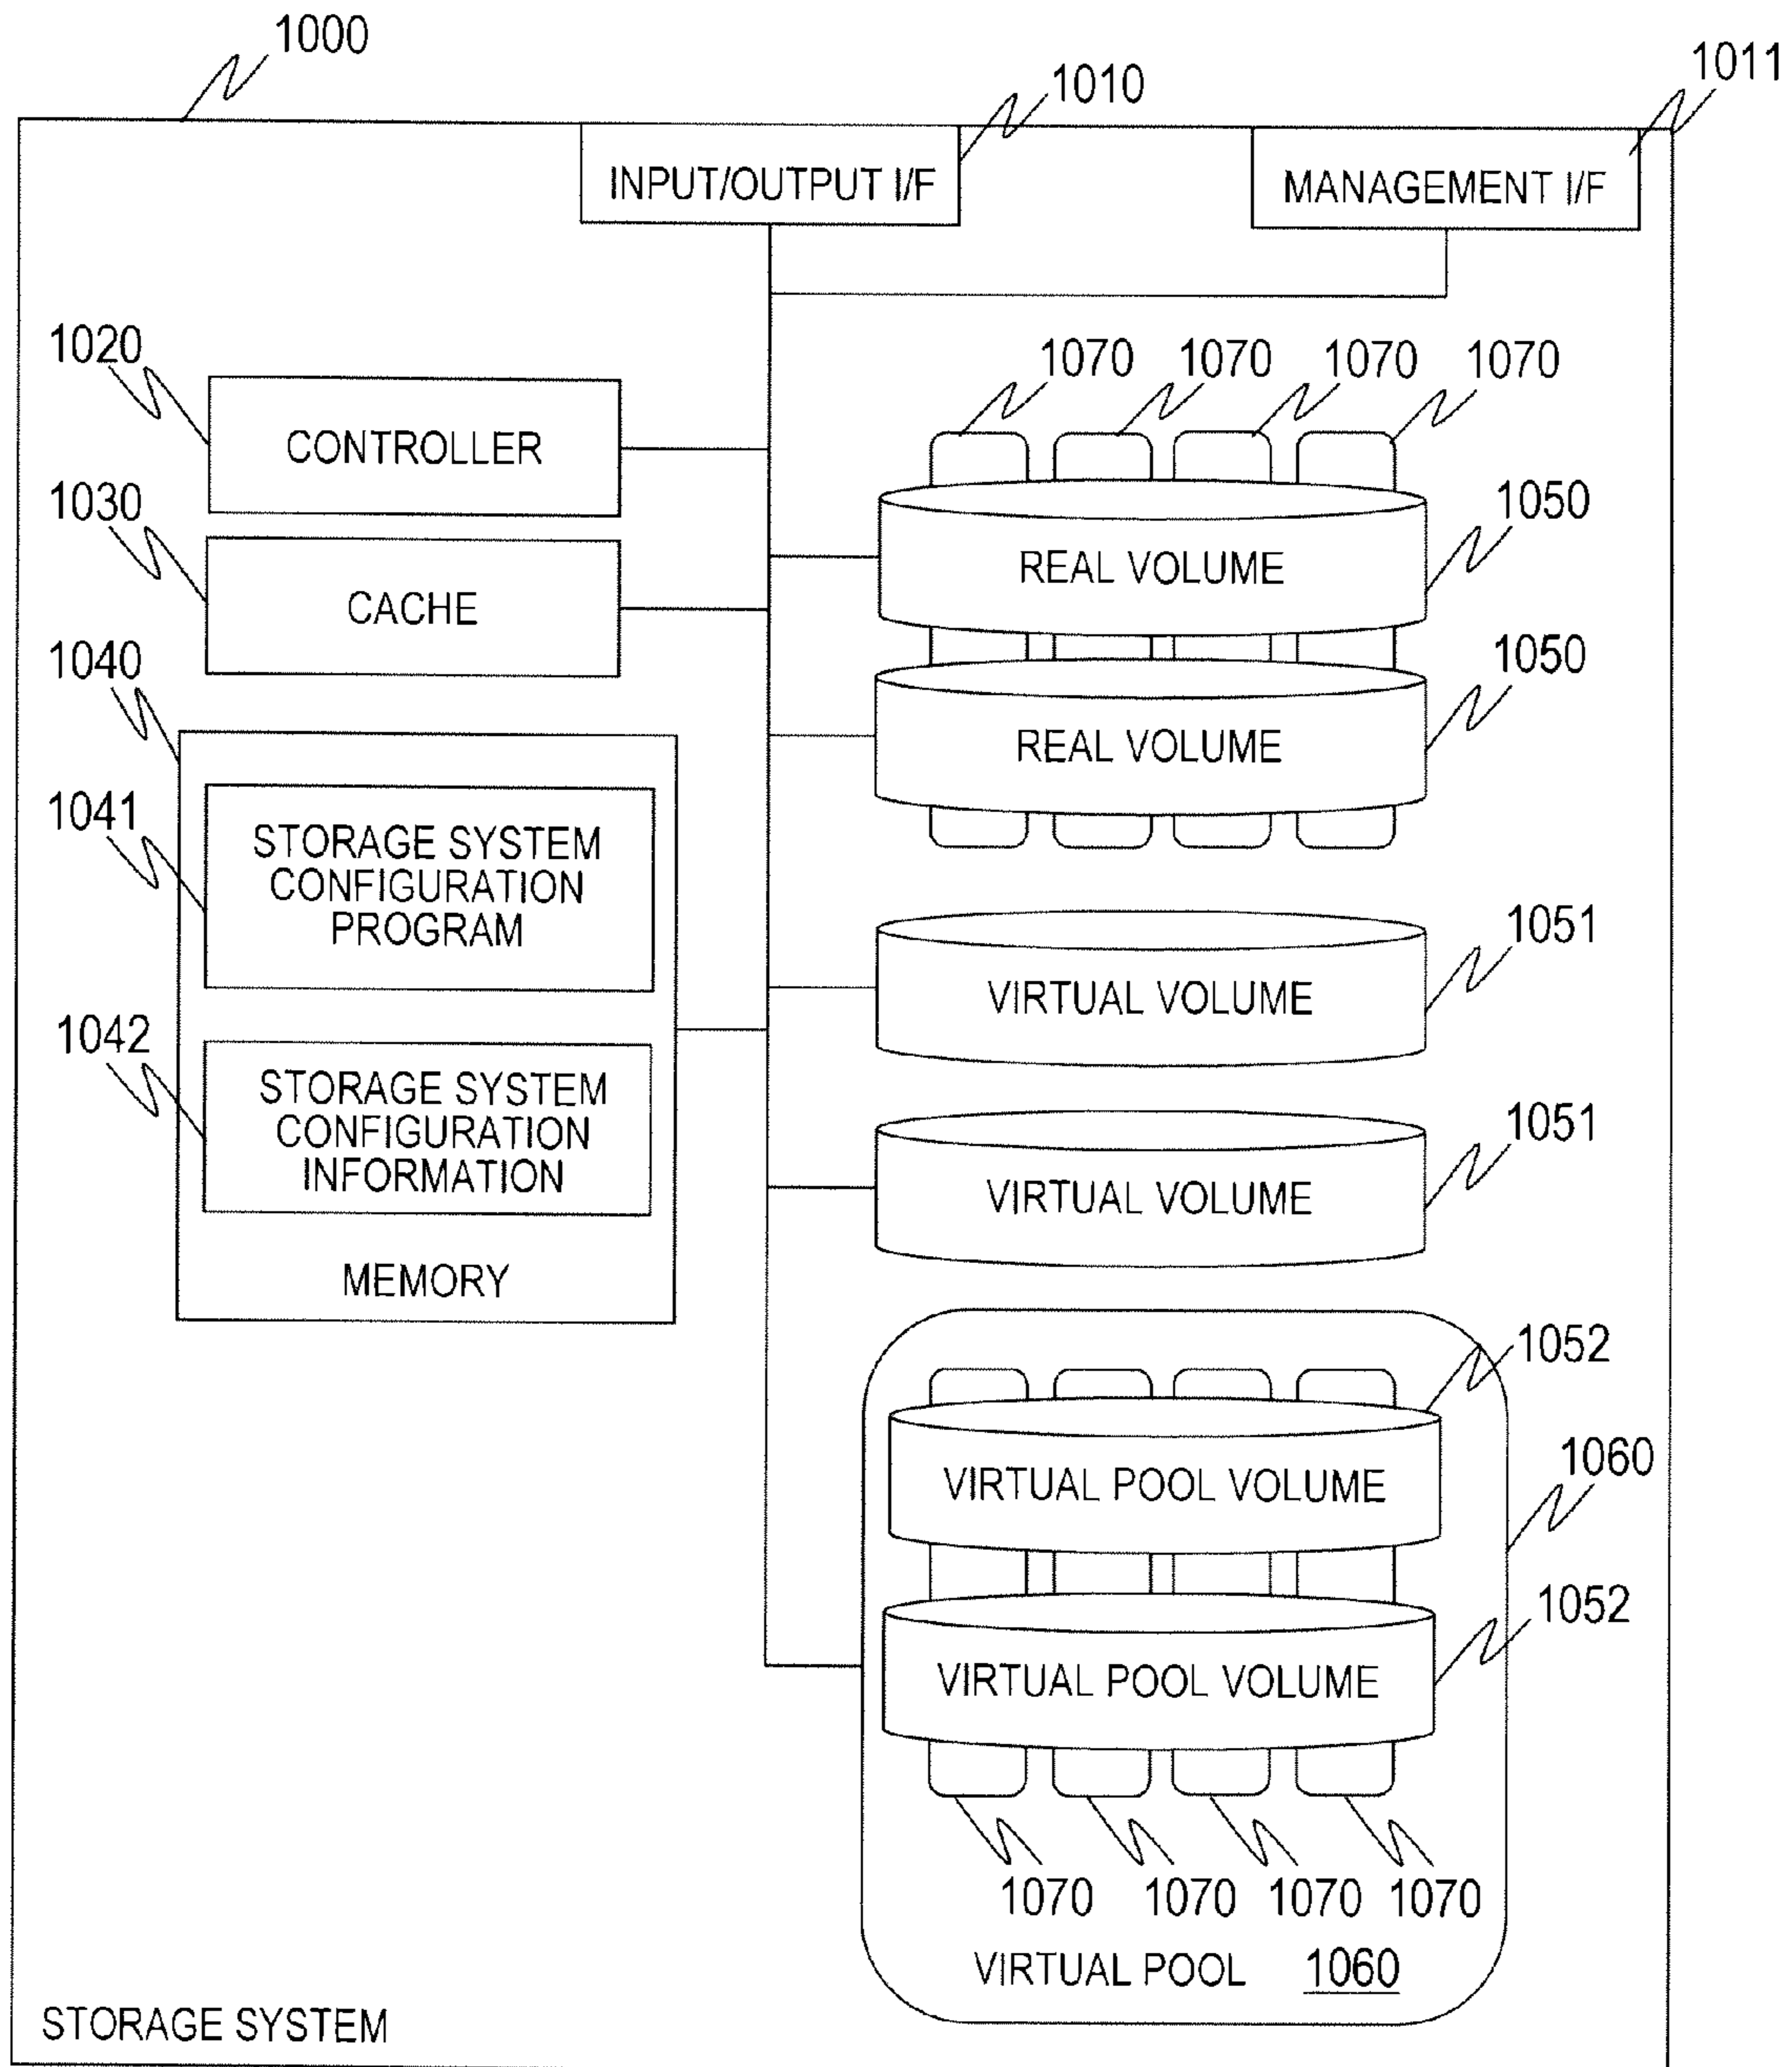 1000
1010
1011
INPUT/OUTPUT I/F
MANAGEMENT I/F
1020
1070
1070
1070
1070
CONTROLLER
1030
1050
REAL VOLUME
CACHE
1040
1050
REAL VOLUME
1041
STORAGE SYSTEM
CONFIGURATION
PROGRAM
1051
VIRTUAL VOLUME
1042
STORAGE SYSTEM
CONFIGURATION
INFORMATION
1051
VIRTUAL VOLUME
MEMORY
1052
VIRTUAL POOL VOLUME
1060
1052
VIRTUAL POOL VOLUME
1070
1070
1070
1070
VIRTUAL POOL 1060
STORAGE SYSTEM